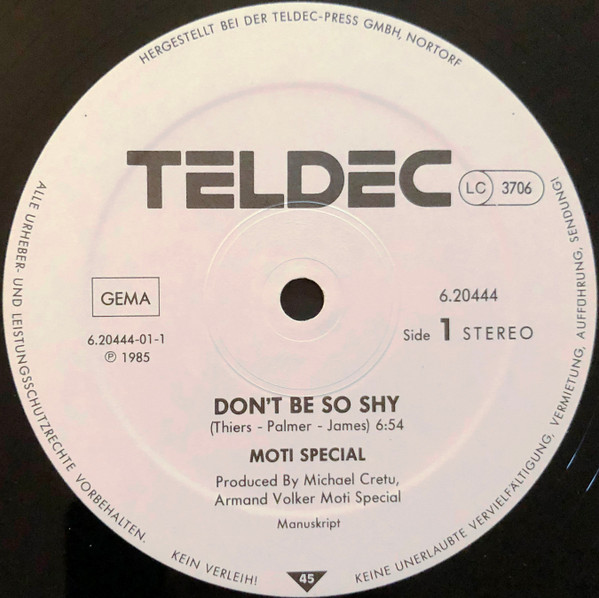 HERGESTELLT BEI DER TELDEC-PRESS GMBH, NORTORF
TELDEC
LC 3706
GEMA
6.20444-01-1
℗ 1985
6.20444
Side 1 STEREO
DON'T BE SO SHY
(Thiers - Palmer - James) 6:54
MOTI SPECIAL
Produced By Michael Cretu,
Armand Volker Moti Special
Manuskript
45
ALLE URHEBER- UND LEISTUNGSSCHUTZRECHTE VORBEHALTEN. KEIN VERLEIH! KEINE UNERLAUBTE VERVIELFÄLTIGUNG, VERMIETUNG, AUFFÜHRUNG, SENDUNG!